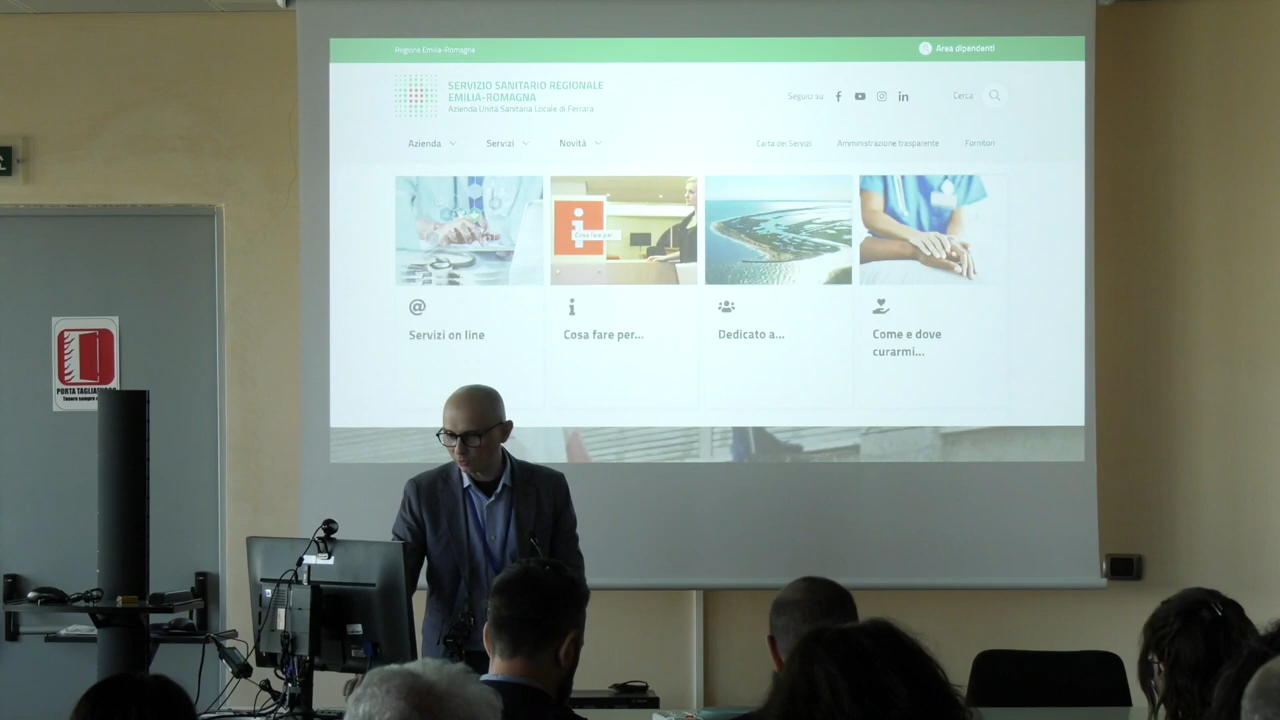 Regione Emilia-Romagna
Area dipendenti
SERVIZIO SANITARIO REGIONALE
EMILIA-ROMAGNA
Azienda Unità Sanitaria Locale di Ferrara
Seguici su
Cerca
Azienda
Servizi
Novità
Carta dei Servizi
Amministrazione trasparente
Fornitori
i
Cosa fare per
@
Servizi on line
Cosa fare per...
Dedicato a...
Come e dove
curarmi...
PORTA TAGLIAFUOCO
Tenere sempre